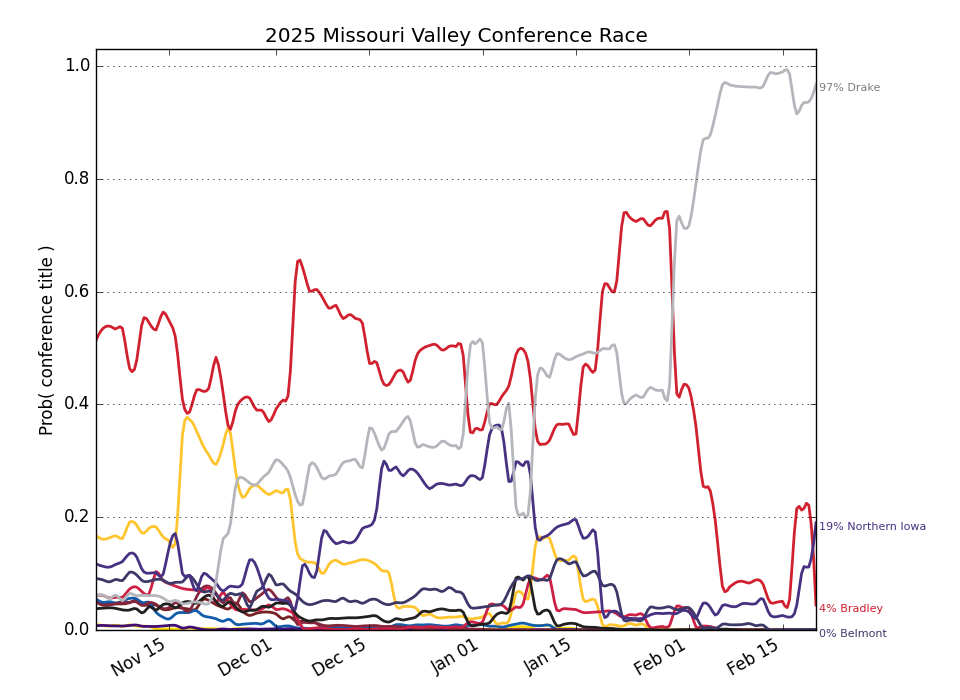 2025 Missouri Valley Conference Race
Prob( conference title )
1.0
0.8
0.6
0.4
0.2
0.0
97% Drake
19% Northern Iowa
4% Bradley
0% Belmont
Nov 15
Dec 01
Dec 15
Jan 01
Jan 15
Feb 01
Feb 15